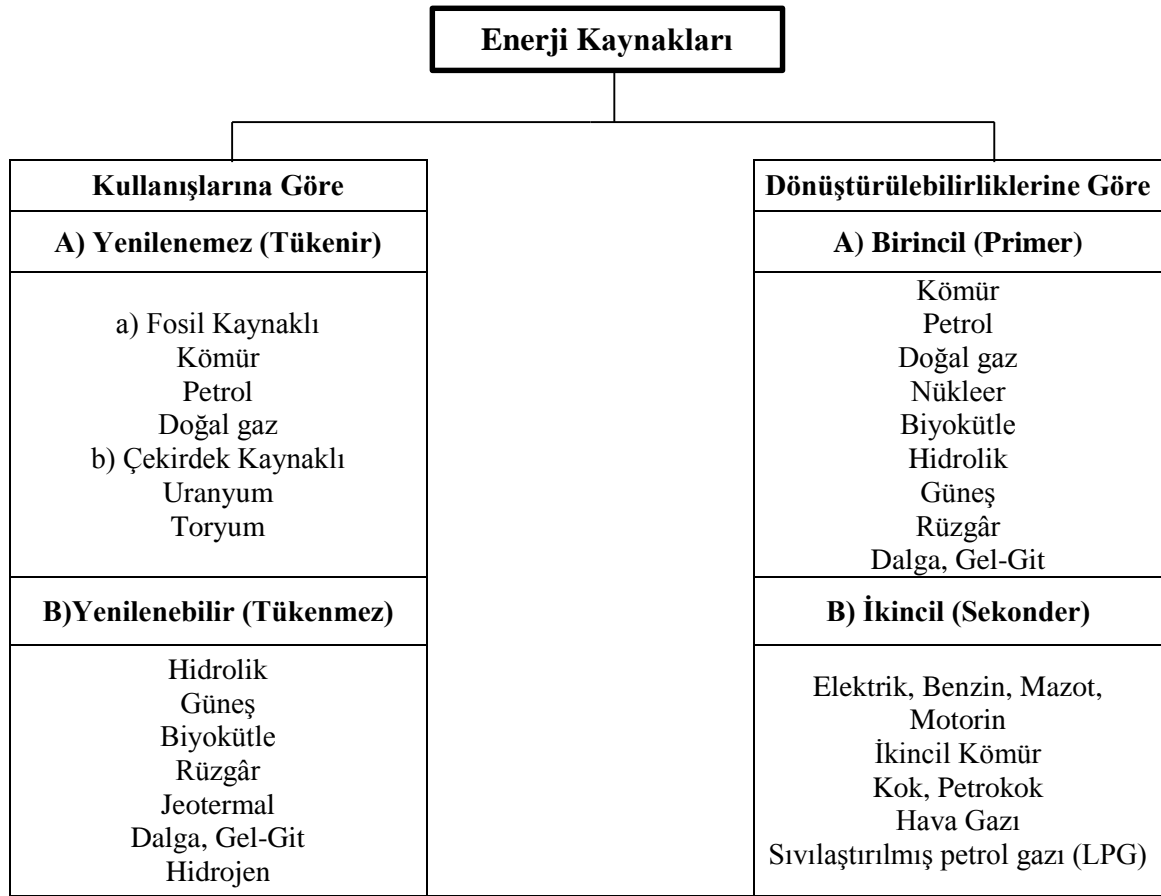 Enerji Kaynakları
Kullanışlarına Göre
A) Yenilenemez (Tükenir)
a) Fosil Kaynaklı
Kömür
Petrol
Doğal gaz
b) Çekirdek Kaynaklı
Uranyum
Toryum
B)Yenilenebilir (Tükenmez)
Hidrolik
Güneş
Biyokütle
Rüzgâr
Jeotermal
Dalga, Gel-Git
Hidrojen
Dönüştürülebilirliklerine Göre
A) Birincil (Primer)
Kömür
Petrol
Doğal gaz
Nükleer
Biyokütle
Hidrolik
Güneş
Rüzgâr
Dalga, Gel-Git
B) İkincil (Sekonder)
Elektrik, Benzin, Mazot,
Motorin
İkincil Kömür
Kok, Petrokok
Hava Gazı
Sıvılaştırılmış petrol gazı (LPG)